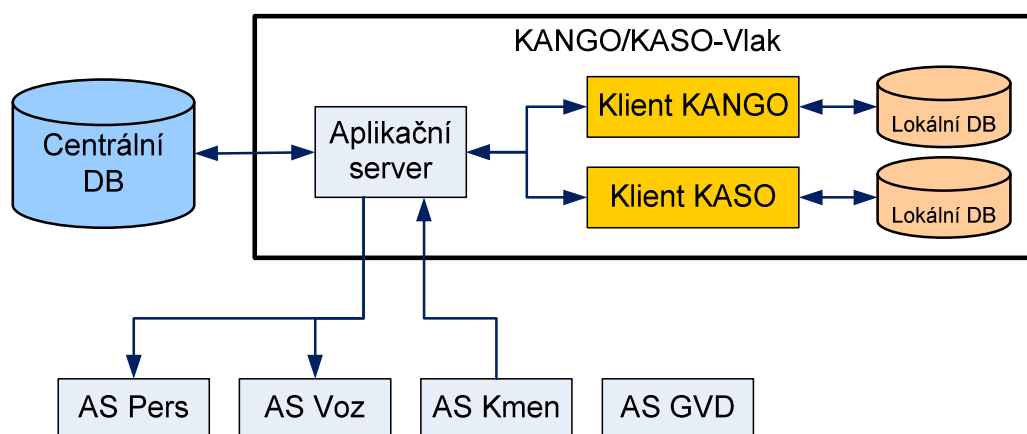 KANGO/KASO-Vlak
Centrální
DB
Aplikační
server
Klient KANGO
Lokální DB
Klient KASO
Lokální DB
AS Pers
AS Voz
AS Kmen
AS GVD